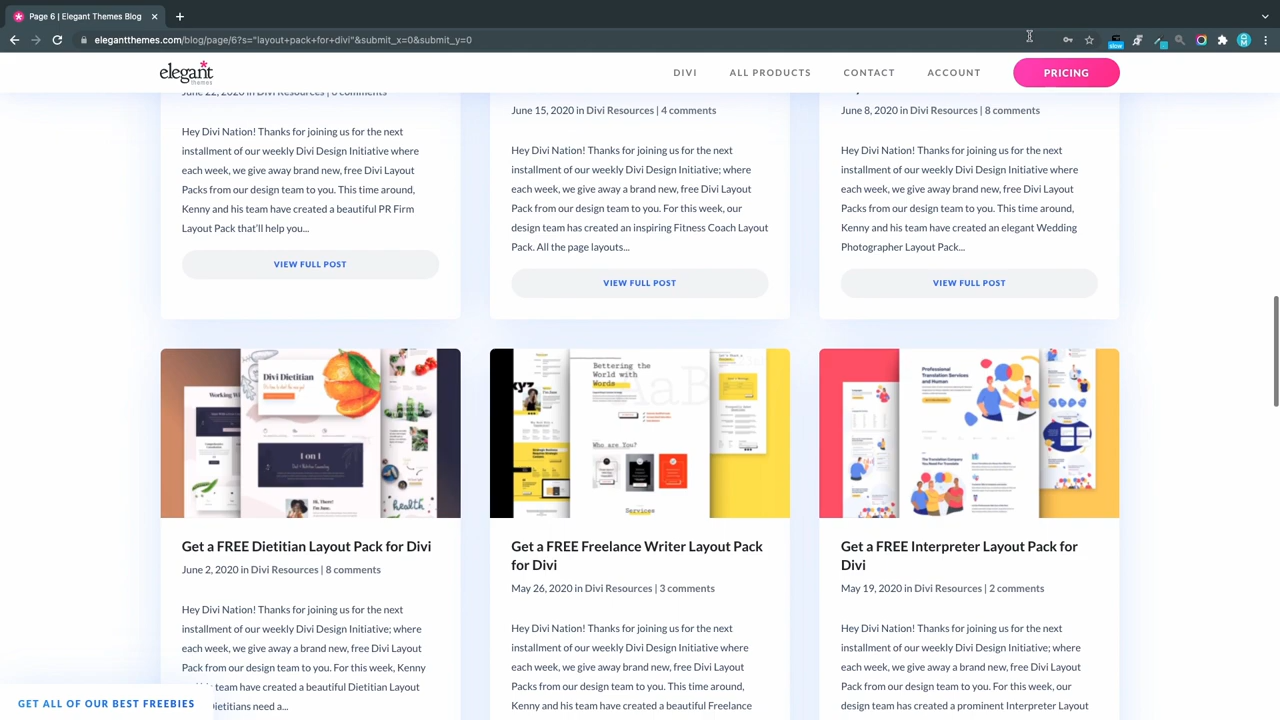 Page 6 | Elegant Themes Blog
elegantthemes.com/blog/page/6?s="layout+pack+for+divi"&submit_x=0&submit_y=0
slow
elegant
themes
DIVI
ALL PRODUCTS
CONTACT
ACCOUNT
PRICING
June 22, 2020 in Divi Resources |
comments
Hey Divi Nation! Thanks for joining us for the next
installment of our weekly Divi Design Initiative where
each week, we give away brand new, free Divi Layout
Packs from our design team to you. This time around,
Kenny and his team have created a beautiful PR Firm
Layout Pack that'll help you...
VIEW FULL POST
June 15, 2020 in Divi Resources | 4 comments
Hey Divi Nation! Thanks for joining us for the next
installment of our weekly Divi Design Initiative; where
each week, we give away a brand new, free Divi Layout
Pack from our design team to you. For this week, our
design team has created an inspiring Fitness Coach Layout
Pack. All the page layouts...
VIEW FULL POST
June 8, 2020 in Divi Resources | 8 comments
Hey Divi Nation! Thanks for joining us for the next
installment of our weekly Divi Design Initiative where
each week, we give away brand new, free Divi Layout
Packs from our design team to you. This time around,
Kenny and his team have created an elegant Wedding
Photographer Layout Pack...
VIEW FULL POST
Divi Dietitian
1 on 1
health
Get a FREE Dietitian Layout Pack for Divi
June 2, 2020 in Divi Resources | 8 comments
Hey Divi Nation! Thanks for joining us for the next
installment of our weekly Divi Design Initiative; where
each week, we give away a brand new, free Divi Layout
Pack from our design team to you. For this week, Kenny
team have created a beautiful Dietitian Layout
Dietitians need a...
Bettering the
World with
Words
Who are You?
Services
Get a FREE Freelance Writer Layout Pack
for Divi
May 26, 2020 in Divi Resources | 3 comments
Hey Divi Nation! Thanks for joining us for the next
installment of our weekly Divi Design Initiative where
each week, we give away brand new, free Divi Layout
Packs from our design team to you. This time around,
Kenny and his team have created a beautiful Freelance
Professional
Translation Services
and Human
Get a FREE Interpreter Layout Pack for
Divi
May 19, 2020 in Divi Resources | 2 comments
Hey Divi Nation! Thanks for joining us for the next
installment of our weekly Divi Design Initiative; where
each week, we give away a brand new, free Divi Layout
Pack from our design team to you. For this week, our
design team has created a prominent Interpreter Layout
GET ALL OF OUR BEST FREEBIES